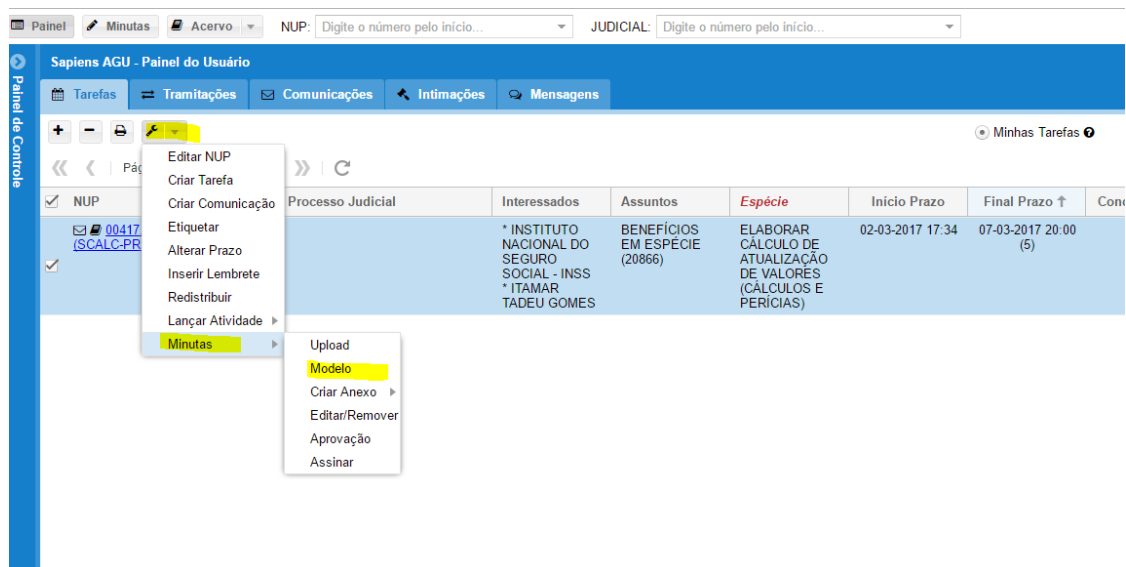 Painel Minutas Acervo NUP: Digite o número pelo início... JUDICIAL: Digite o número pelo início...
Sapiens AGU - Painel do Usuário
Painel de Controle
Tarefas Tramitações Comunicações Intimações Mensagens
Minhas Tarefas
Editar NUP
Criar Tarefa
Criar Comunicação
Etiquetar
Alterar Prazo
Inserir Lembrete
Redistribuir
Lançar Atividade
Minutas
Upload
Modelo
Criar Anexo
Editar/Remover
Aprovação
Assinar
NUP Processo Judicial Interessados Assuntos Espécie Inicio Prazo Final Prazo
00417
(SCALC-PR
* INSTITUTO
NACIONAL DO
SEGURO
SOCIAL - INSS
* ITAMAR
TADEU GOMES
BENEFÍCIOS
EM ESPÉCIE
(20866)
ELABORAR
CÁLCULO DE
ATUALIZAÇÃO
DE VALORES
(CÁLCULOS E
PERÍCIAS)
02-03-2017 17:34
07-03-2017 20:00
(5)